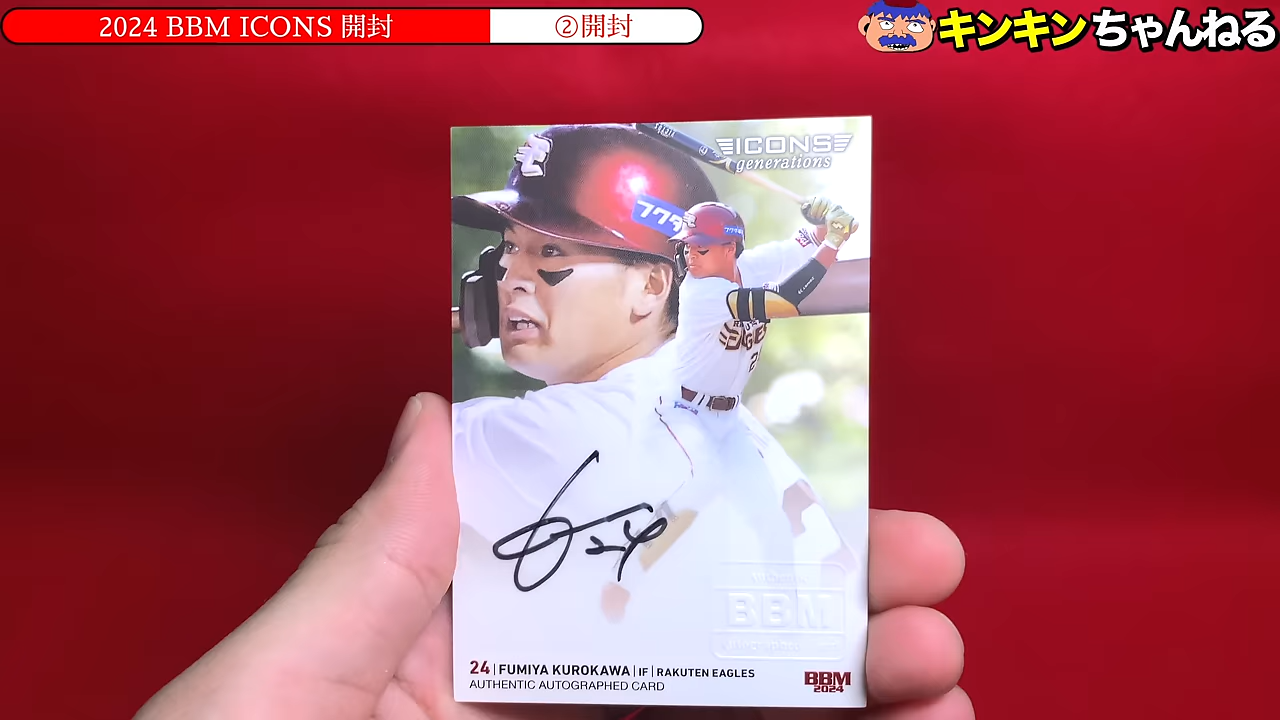 2024 BBM ICONS 開封
②開封
キンキンちゃんねる
ICONS
generations
フクダ
24 | FUMIYA KUROKAWA | IF | RAKUTEN EAGLES
AUTHENTIC AUTOGRAPHED CARD
24
BBM
BBM
2024